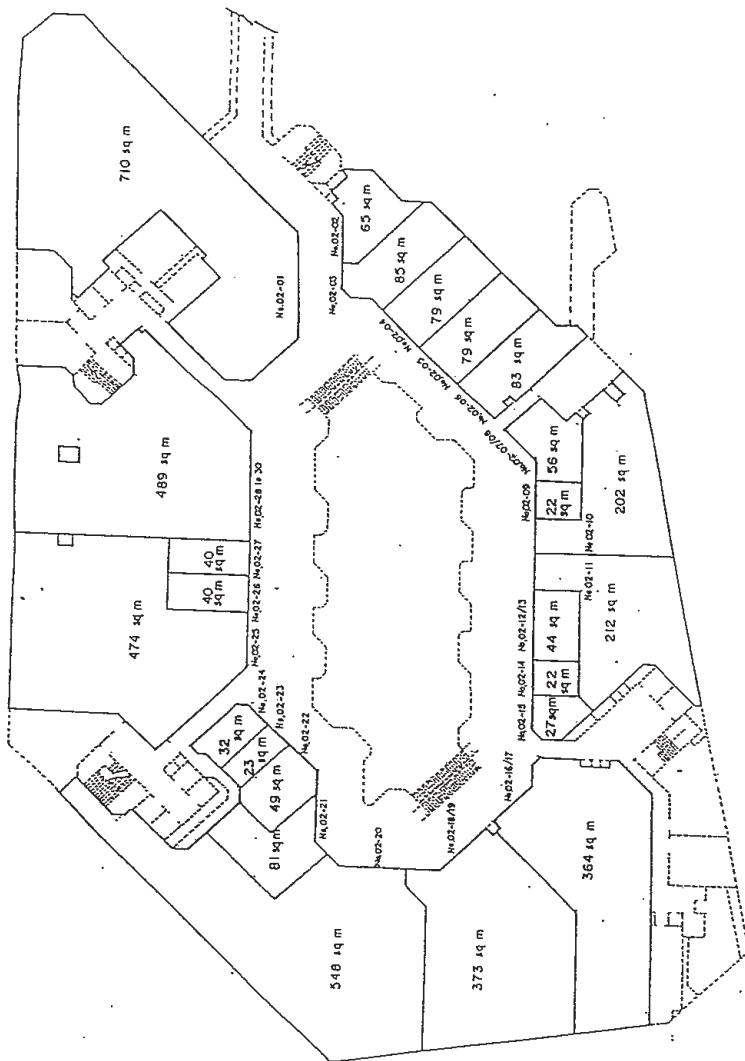 710 sq m
No.02-01
No.02-02
65 sq m
No.02-03
85 sq m
No.02-04
79 sq m
No.02-05
79 sq m
No.02-06
83 sq m
No.02-07/08
56 sq m
No.02-09
22
sq m
202 sq m
No.02-10
No.02-11
212 sq m
No.02-12/13
44 sq m
No.02-14
22
sq m
No.02-15
27 sq m
No.02-16/17
364 sq m
No.02-18/19
373 sq m
No.02-20
548 sq m
No.02-21
81 sq m
No.02-22
49 sq m
No.02-23
23
sq m
No.02-24
32
sq m
No.02-25
474 sq m
No.02-26
40
sq m
No.02-27
40
sq m
No.02-28 to 30
489 sq m